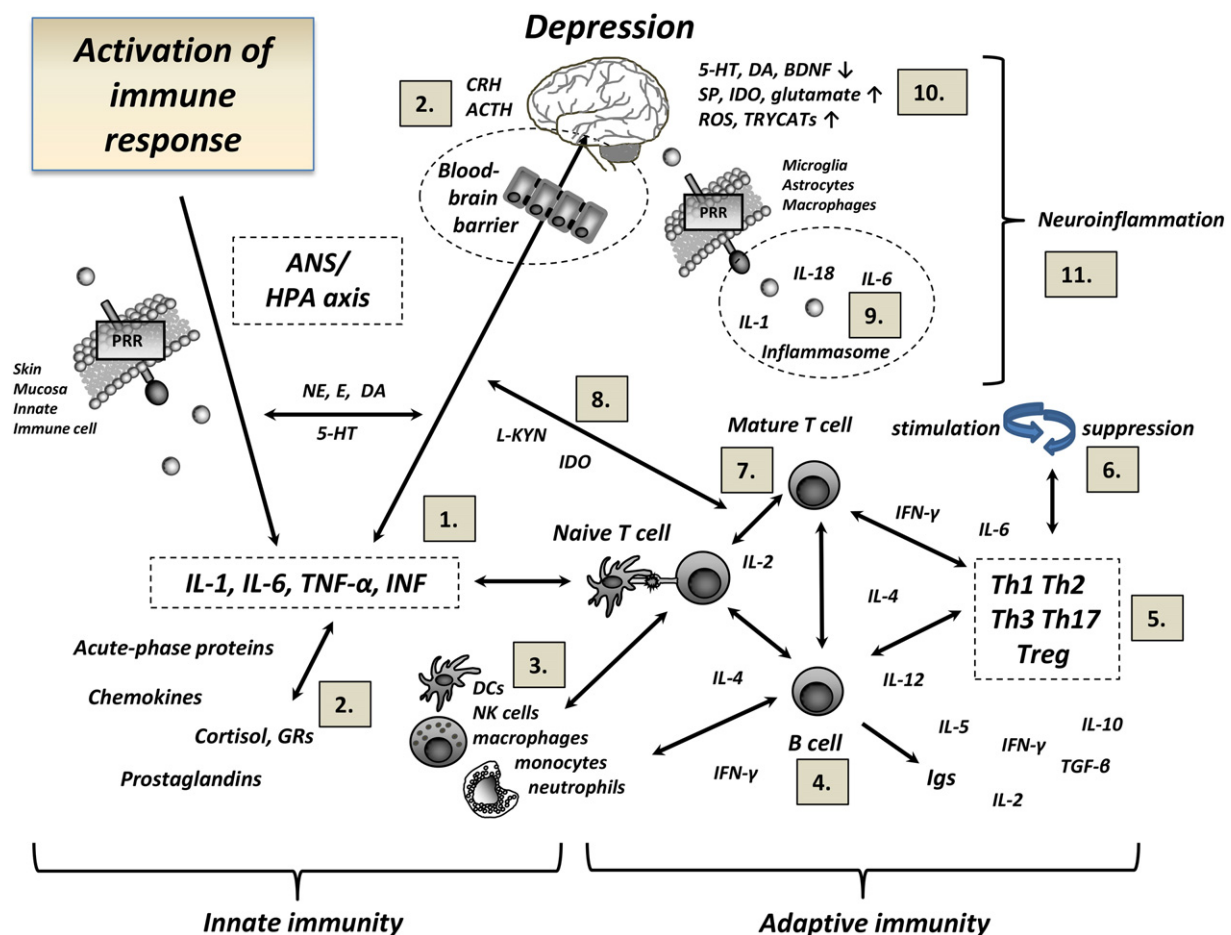 Activation of
immune
response
Depression
2.
CRH
ACTH
5-HT, DA, BDNF ↓
SP, IDO, glutamate ↑
ROS, TRYCATs ↑
10.
Blood-
brain
barrier
Microglia
Astrocytes
Macrophages
PRR
Neuroinflammation
11.
ANS/
HPA axis
IL-18
IL-6
IL-1
9.
Inflammasome
PRR
Skin
Mucosa
Innate
Immune cell
NE, E, DA
5-HT
8.
L-KYN
IDO
Mature T cell
7.
stimulation
suppression
6.
1.
Naive T cell
IL-2
IFN-γ
IL-6
IL-1, IL-6, TNF-α, INF
IL-4
Th1 Th2
Th3 Th17
Treg
5.
Acute-phase proteins
Chemokines
2.
Cortisol, GRs
Prostaglandins
3.
DCs
NK cells
macrophages
monocytes
neutrophils
IL-4
IL-12
IFN-γ
B cell
4.
Igs
IL-5
IL-10
IFN-γ
TGF-β
IL-2
Innate immunity
Adaptive immunity